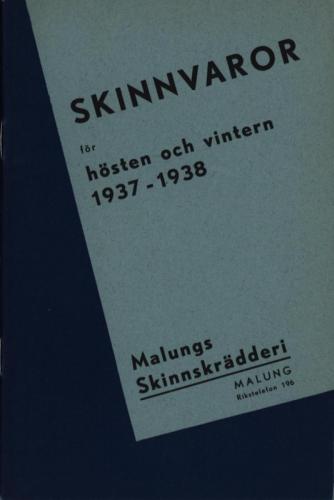 SKINNVAROR
för
hösten och vintern
1937-1938
Malungs
Skinnskrädderi
MALUNG
Rikstelefon 196